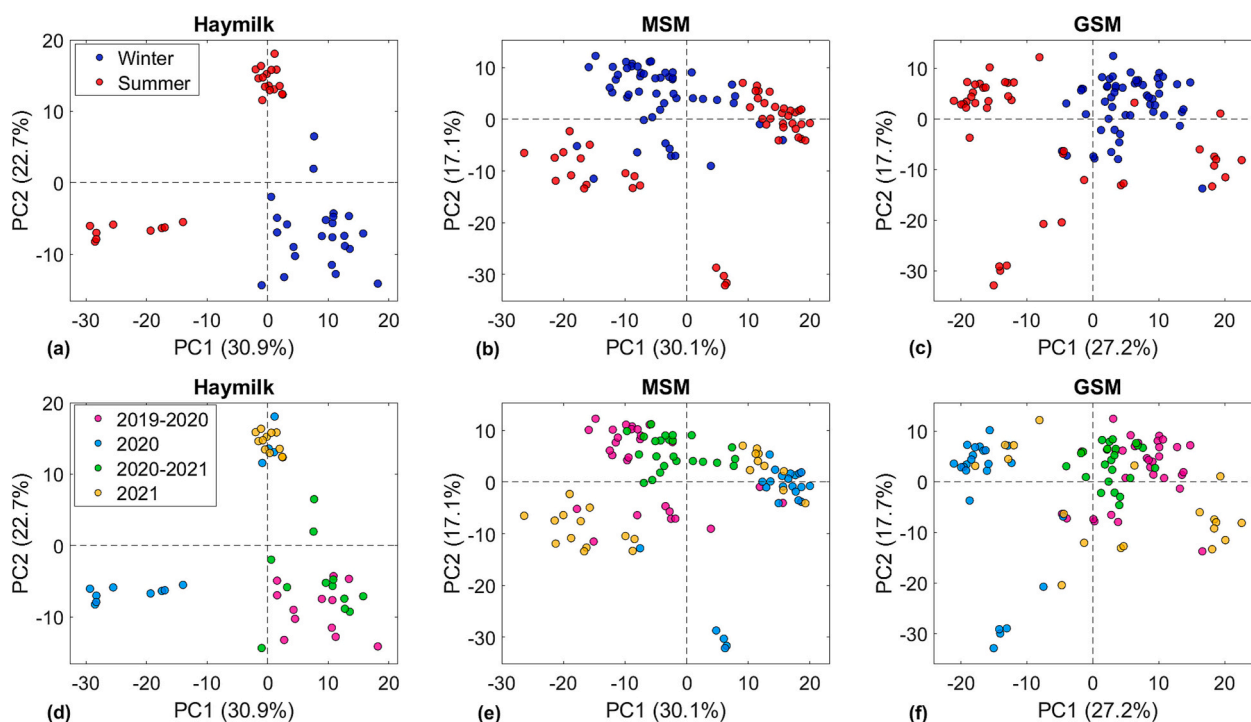 Haymilk
MSM
GSM
20
10
0
-10
PC2 (22.7%)
Winter
Summer
-30
-20
-10
0
10
20
(a)
PC1 (30.9%)
10
0
-10
-20
-30
PC2 (17.1%)
-30
-20
-10
0
10
20
(b)
PC1 (30.1%)
10
0
-10
-20
-30
PC2 (17.7%)
-20
-10
0
10
20
(c)
PC1 (27.2%)
Haymilk
MSM
GSM
20
10
0
-10
PC2 (22.7%)
2019-2020
2020
2020-2021
2021
-30
-20
-10
0
10
20
(d)
PC1 (30.9%)
10
0
-10
-20
-30
PC2 (17.1%)
-30
-20
-10
0
10
20
(e)
PC1 (30.1%)
10
0
-10
-20
-30
PC2 (17.7%)
-20
-10
0
10
20
(f)
PC1 (27.2%)